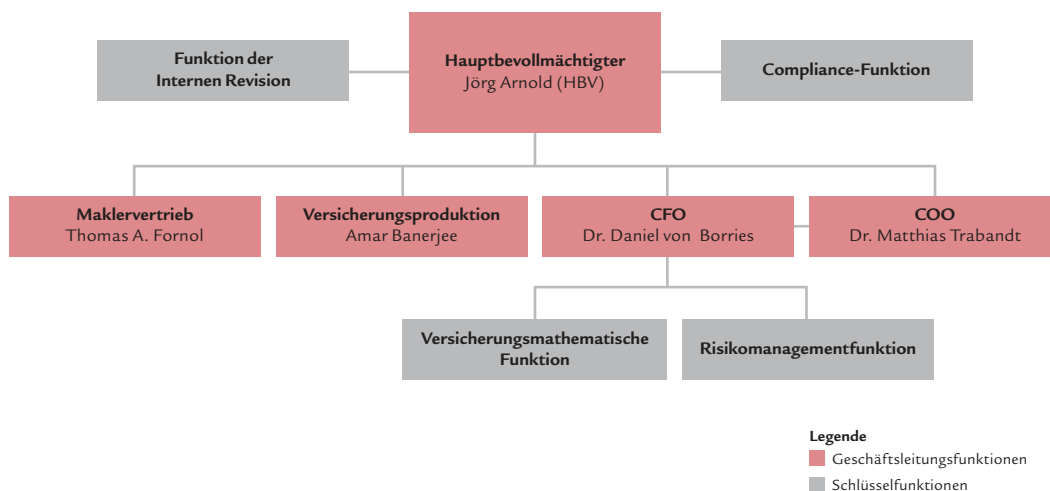 Funktion der
Internen Revision
Hauptbevollmächtigter
Jörg Arnold (HBV)
Compliance-Funktion
Maklervertrieb
Thomas A. Fornol
Versicherungsproduktion
Amar Banerjee
CFO
Dr. Daniel von Borries
COO
Dr. Matthias Trabandt
Versicherungsmathematische
Funktion
Risikomanagementfunktion
Legende
Geschäftsleitungsfunktionen
Schlüsselfunktionen